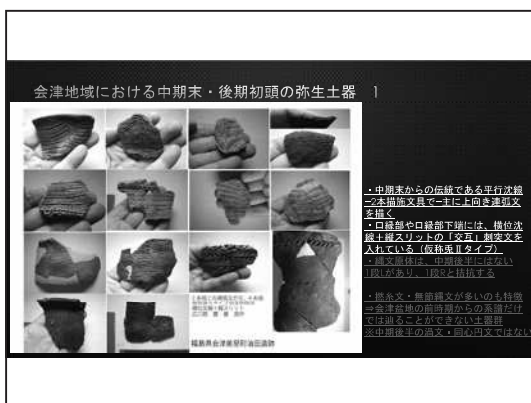 会津地域における中期末・後期初頭の弥生土器 1
・中期末からの伝統である平行沈線
–2本描施文具で–主に上向き連弧文
を描く
・口縁部や口縁部下端には、横位沈
線+縦スリットの「交互」刺突文を
入れている（仮称兎Ⅱタイプ）
・縄文原体は、中期後半にはない
1段Lがあり、1段Rと拮抗する
・撚糸文・無節縄文が多いのも特徴
⇒会津盆地の前時期からの系譜だけ
では辿ることができない土器群
※中期後半の渦文・同心円文ではない
福島県会津美里町油田遺跡